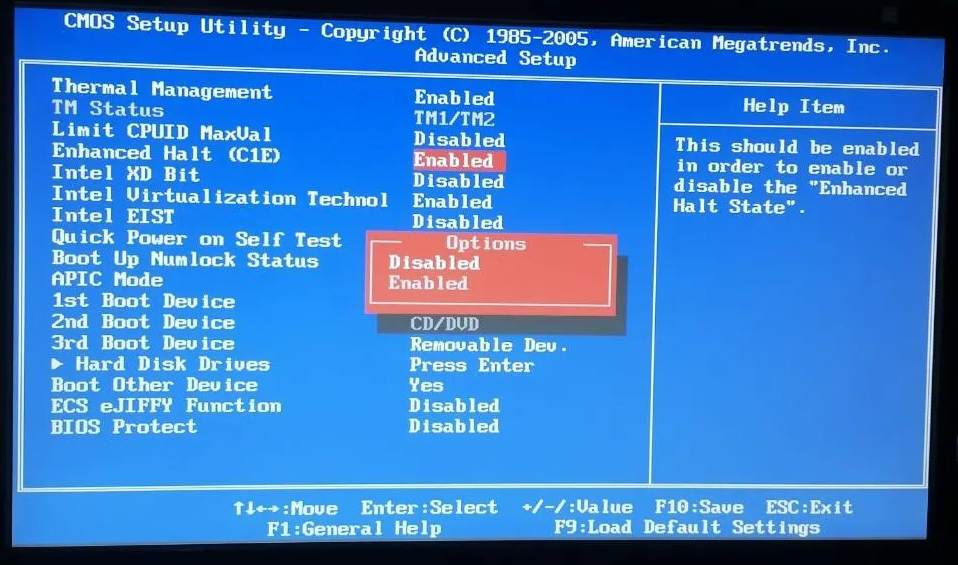 CMOS Setup Utility - Copyright (C) 1985-2005, American Megatrends, Inc.
Advanced Setup
Thermal Management Enabled
TM Status TM1/TM2
Limit CPUID MaxVal Disabled
Enhanced Halt (C1E) Enabled
Intel XD Bit Disabled
Intel Virtualization Technol Enabled
Intel EIST Disabled
Quick Power on Self Test
Boot Up Numlock Status
APIC Mode
1st Boot Device
2nd Boot Device CD/DVD
3rd Boot Device Removable Dev.
► Hard Disk Drives Press Enter
Boot Other Device Yes
ECS eJIFFY Function Disabled
BIOS Protect Disabled
Options
Disabled
Enabled
Help Item
This should be enabled
in order to enable or
disable the "Enhanced
Halt State".
↑↓←→:Move Enter:Select +/-/:Value F10:Save ESC:Exit
F1:General Help F9:Load Default Settings